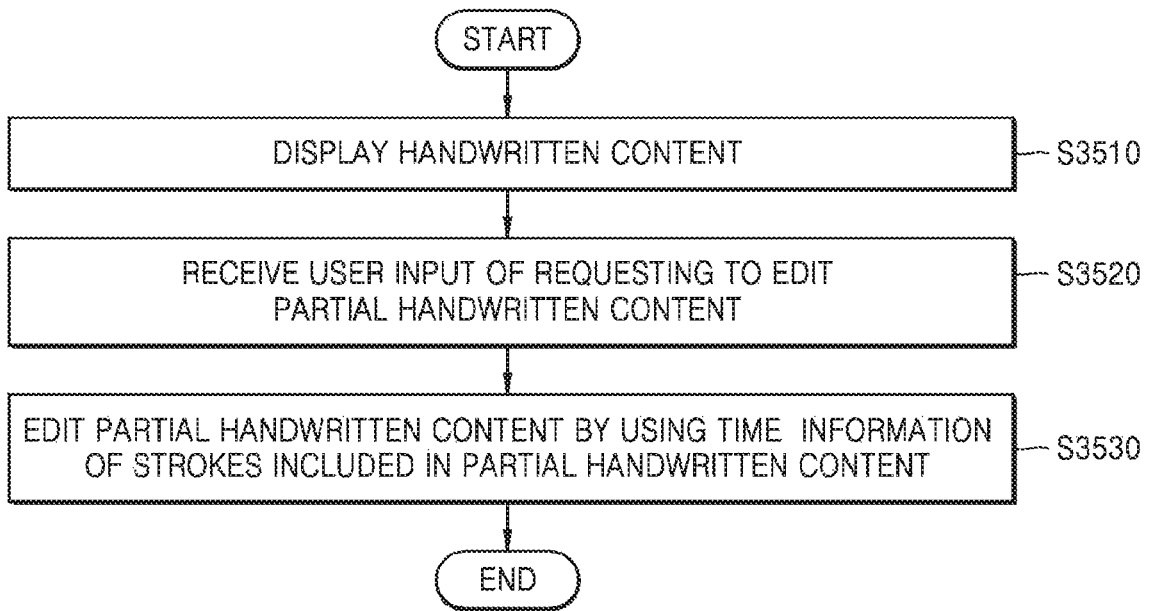 START
DISPLAY HANDWRITTEN CONTENT
S3510
RECEIVE USER INPUT OF REQUESTING TO EDIT
PARTIAL HANDWRITTEN CONTENT
S3520
EDIT PARTIAL HANDWRITTEN CONTENT BY USING TIME INFORMATION
OF STROKES INCLUDED IN PARTIAL HANDWRITTEN CONTENT
S3530
END